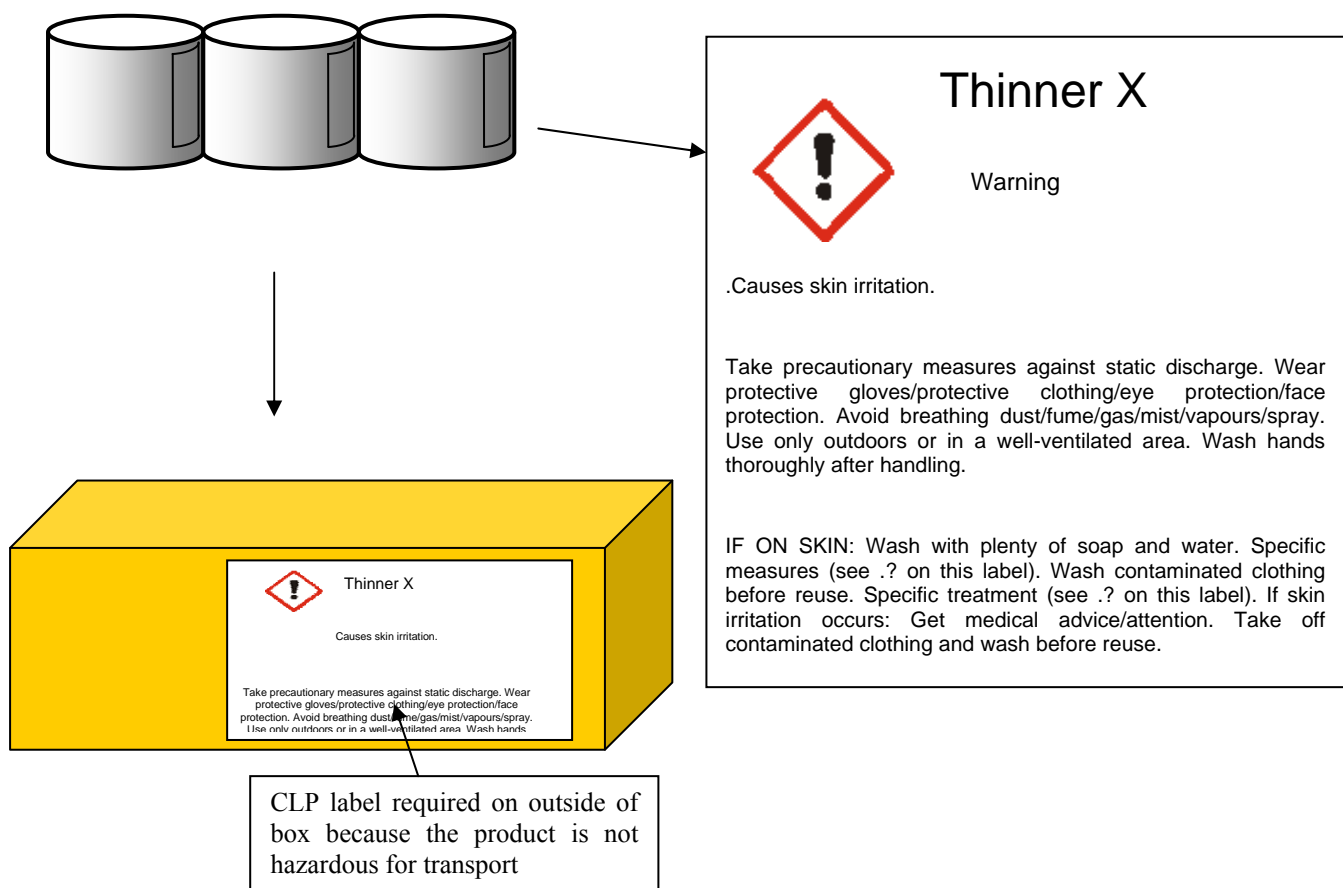 Thinner X
Warning
.Causes skin irritation.
Take precautionary measures against static discharge. Wear
protective gloves/protective clothing/eye protection/face
protection. Avoid breathing dust/fume/gas/mist/vapours/spray.
Use only outdoors or in a well-ventilated area. Wash hands
thoroughly after handling.
IF ON SKIN: Wash with plenty of soap and water. Specific
measures (see .? on this label). Wash contaminated clothing
before reuse. Specific treatment (see .? on this label). If skin
irritation occurs: Get medical advice/attention. Take off
contaminated clothing and wash before reuse.
Thinner X
Causes skin irritation.
Take precautionary measures against static discharge. Wear
protective gloves/protective clothing/eye protection/face
protection. Avoid breathing dust/fume/gas/mist/vapours/spray.
Use only outdoors or in a well-ventilated area. Wash hands
CLP label required on outside of
box because the product is not
hazardous for transport